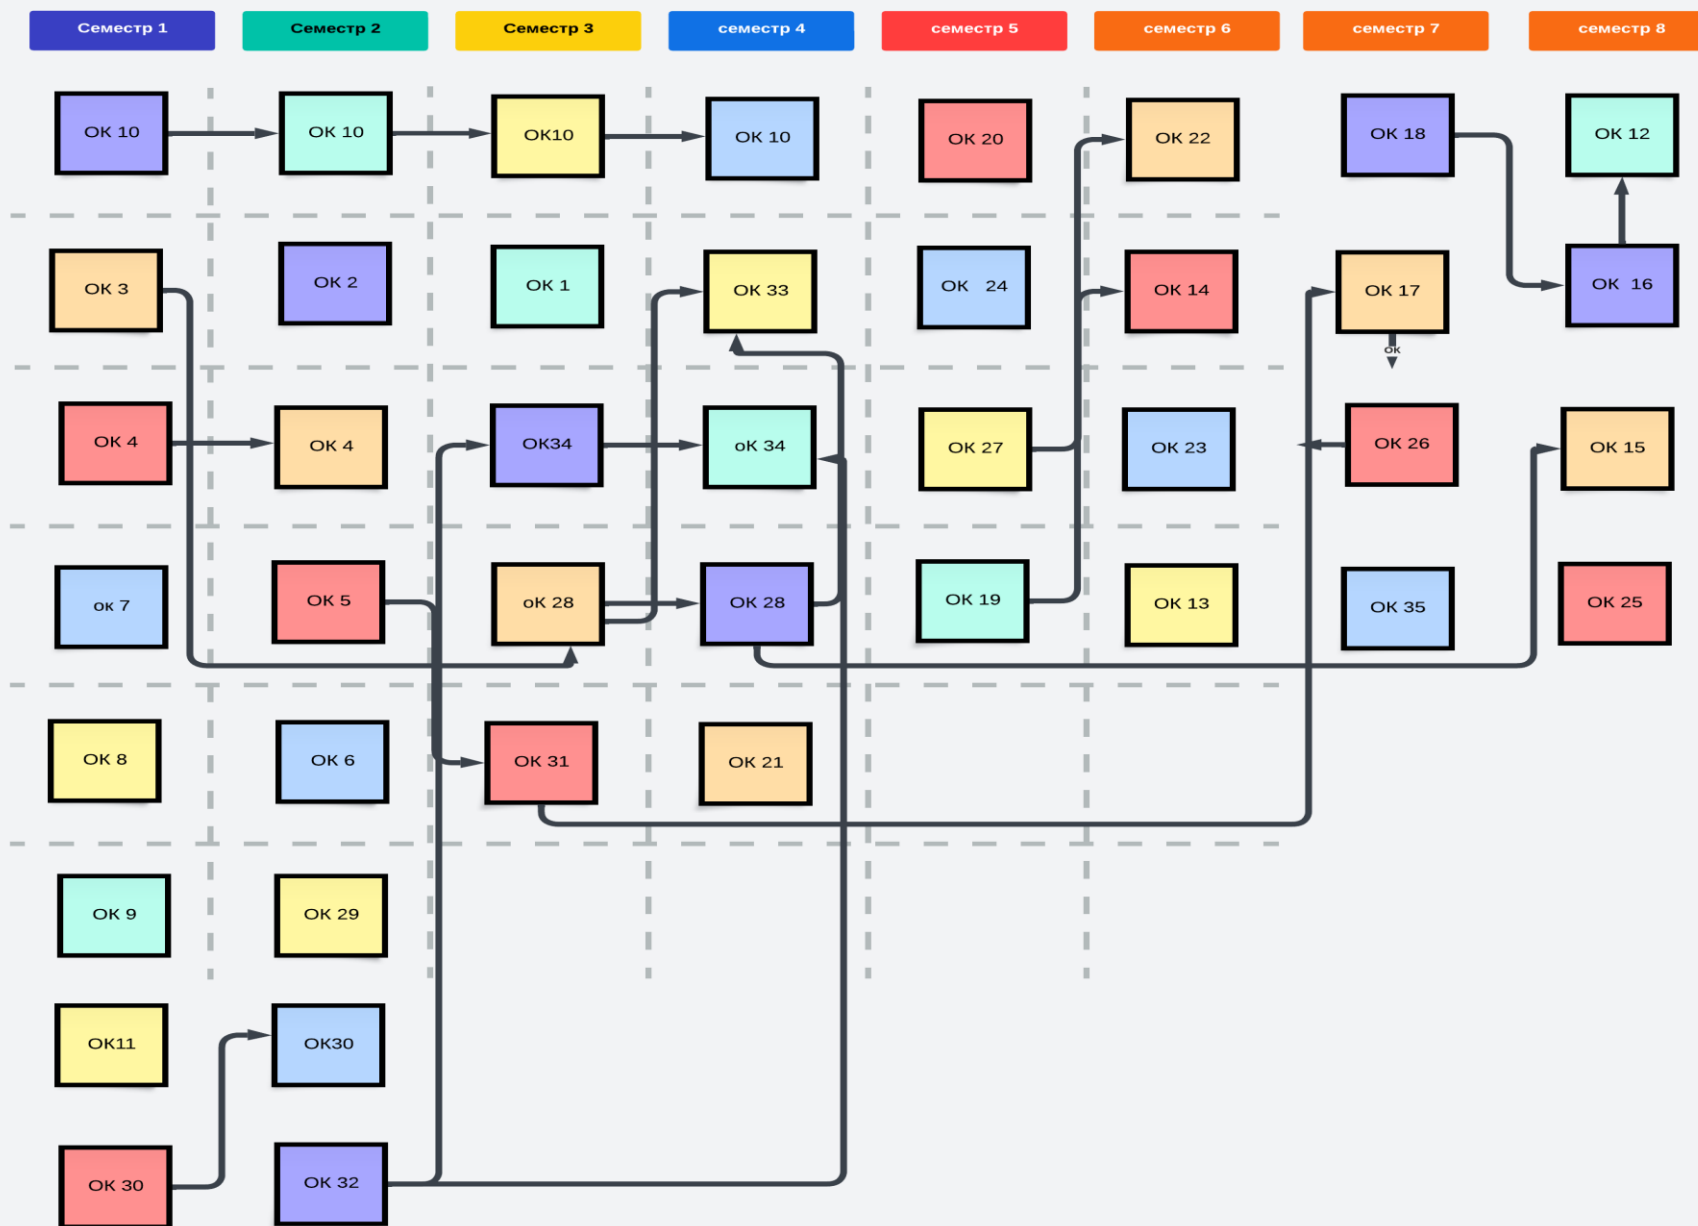 Семестр 1
Семестр 2
Семестр 3
семестр 4
семестр 5
семестр 6
семестр 7
семестр 8
ОК 10
ОК 10
ОК10
ОК 10
ОК 20
ОК 22
ОК 18
ОК 12
ОК 3
ОК 2
ОК 1
ОК 33
ОК 24
ОК 14
ОК 17
ОК 16
ОК
ОК 4
ОК 4
ОК34
оК 34
ОК 27
ОК 23
ОК 26
ОК 15
ок 7
ОК 5
оК 28
ОК 28
ОК 19
ОК 13
ОК 35
ОК 25
ОК 8
ОК 6
ОК 31
ОК 21
ОК 9
ОК 29
ОК11
ОК30
ОК 30
ОК 32